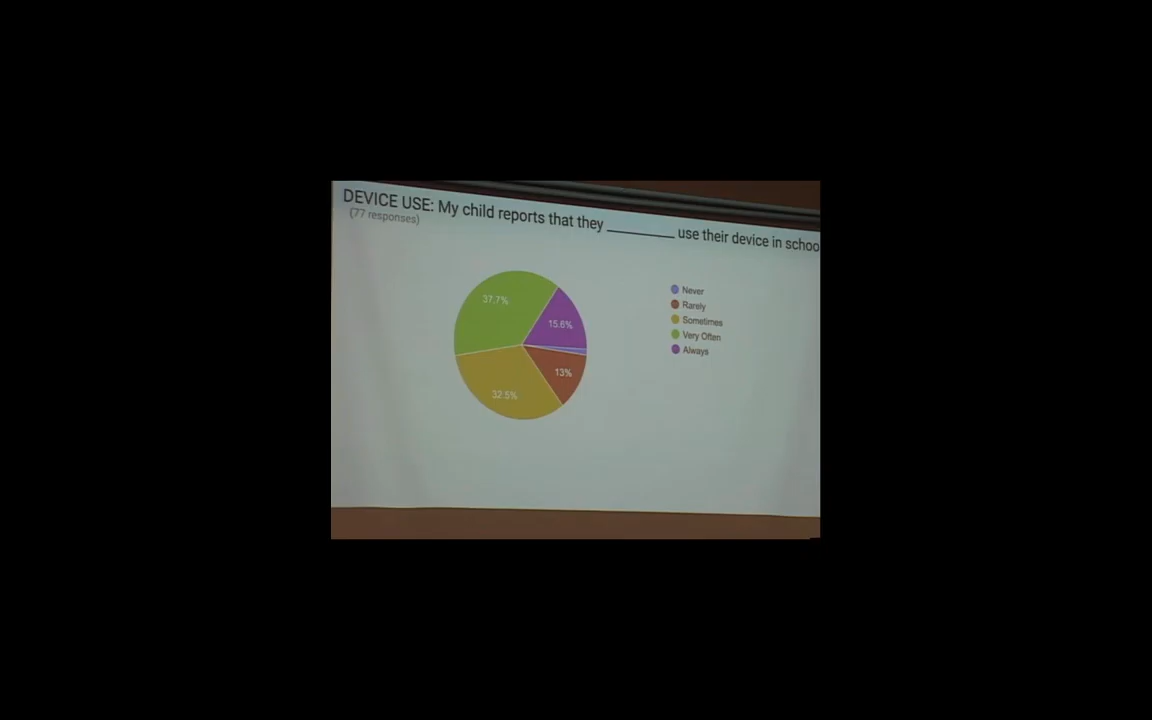 DEVICE USE: My child reports that they __________ use their device in schoo
(77 responses)
37.7%
15.6%
13%
32.5%
Never
Rarely
Sometimes
Very Often
Always